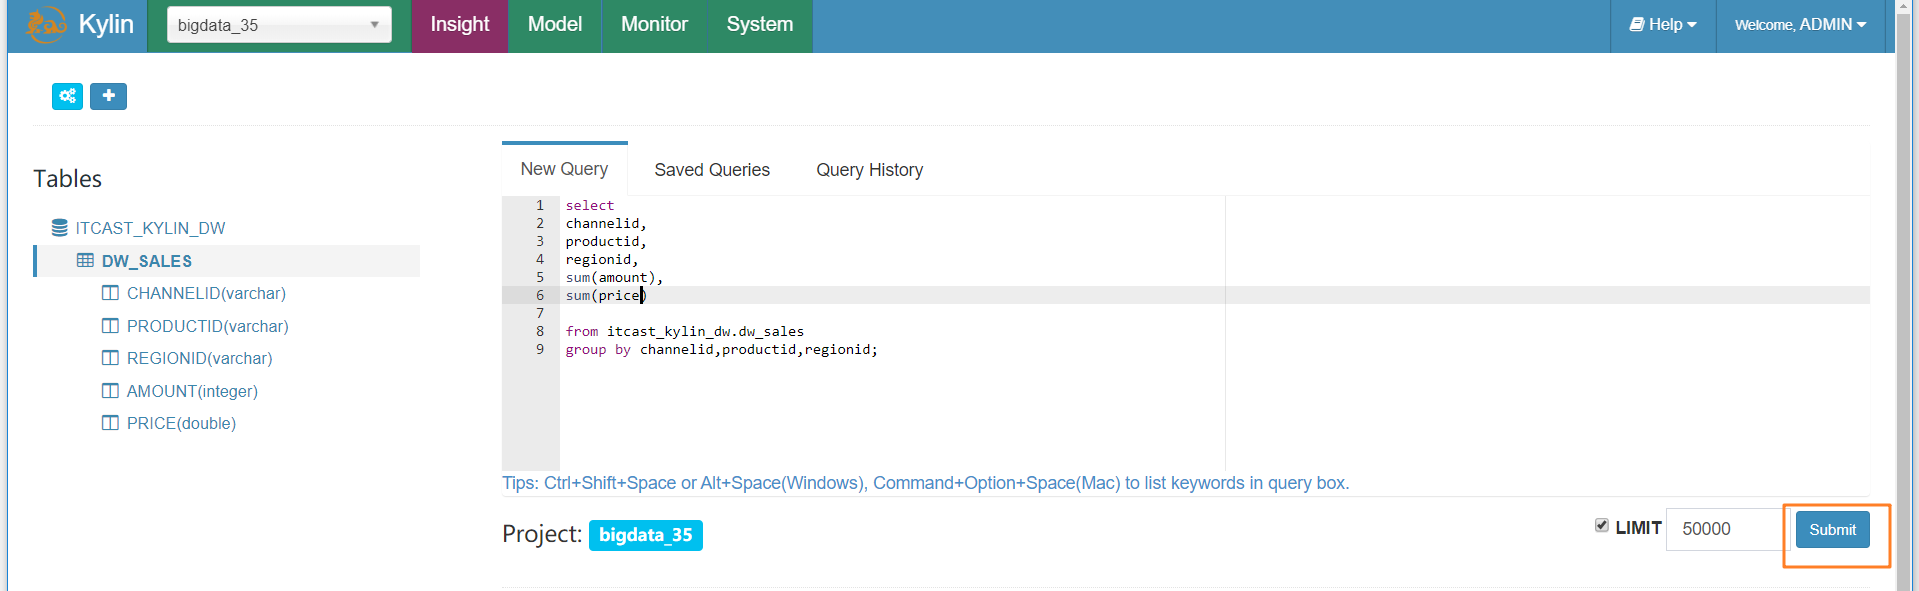 Kylin bigdata_35 Insight Model Monitor System Help Welcome, ADMIN
Tables
ITCAST_KYLIN_DW
DW_SALES
CHANNELID(varchar)
PRODUCTID(varchar)
REGIONID(varchar)
AMOUNT(integer)
PRICE(double)
New Query Saved Queries Query History
1 select
2 channelid,
3 productid,
4 regionid,
5 sum(amount),
6 sum(price)
7
8 from itcast_kylin_dw.dw_sales
9 group by channelid,productid,regionid;
Tips: Ctrl+Shift+Space or Alt+Space(Windows), Command+Option+Space(Mac) to list keywords in query box.
Project: bigdata_35 LIMIT 50000 Submit